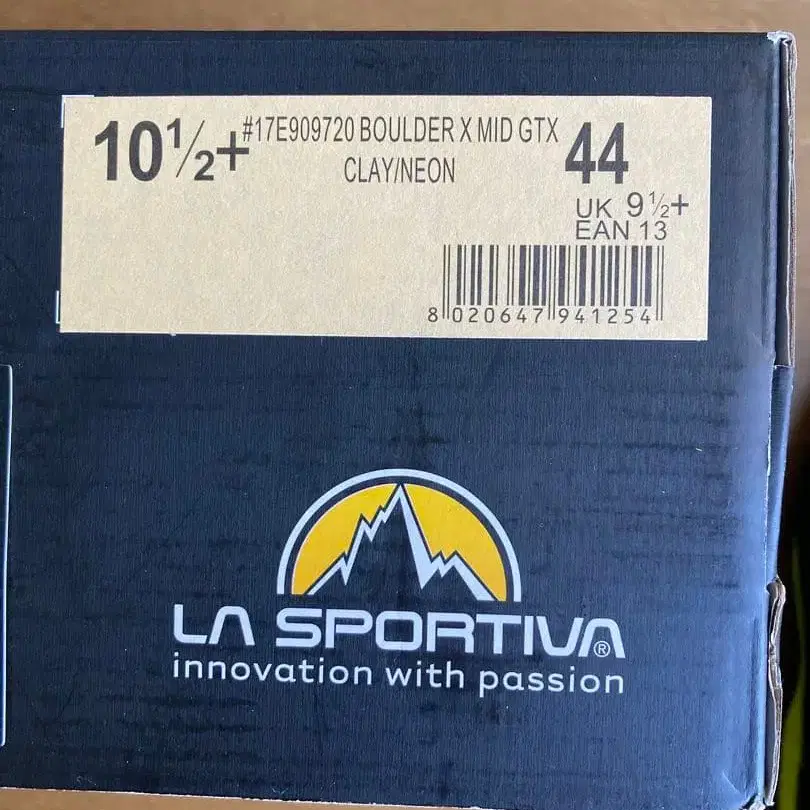 10½+ #17E909720 BOULDER X MID GTX 44
CLAY/NEON
UK 9½+
EAN 13
8 020647 941254
LA SPORTIVA®
innovation with passion